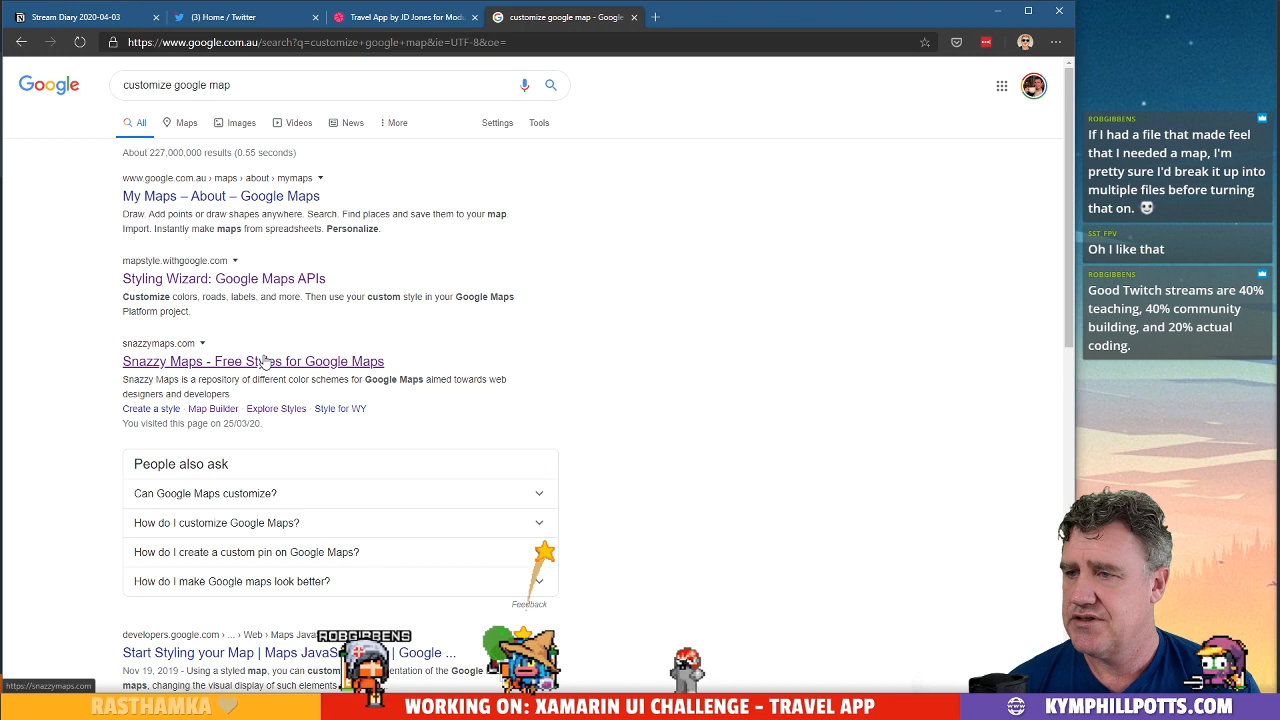 Stream Diary 2020-04-03
(3) Home / Twitter
Travel App by JD Jones for Modu
customize google map - Google
https://www.google.com.au/search?q=customize+google+map&ie=UTF-8&oe=
Google
customize google map
All
Maps
Images
Videos
News
More
Settings
Tools
About 227,000,000 results (0.55 seconds)
www.google.com.au › maps › about › mymaps
My Maps – About – Google Maps
Draw. Add points or draw shapes anywhere. Search. Find places and save them to your map.
Import. Instantly make maps from spreadsheets. Personalize.
mapstyle.withgoogle.com
Styling Wizard: Google Maps APIs
Customize colors, roads, labels, and more. Then use your custom style in your Google Maps
Platform project.
snazzymaps.com
Snazzy Maps - Free Styles for Google Maps
Snazzy Maps is a repository of different color schemes for Google Maps aimed towards web
designers and developers.
Create a style · Map Builder · Explore Styles · Style for WY
You visited this page on 25/03/20.
People also ask
Can Google Maps customize?
How do I customize Google Maps?
How do I create a custom pin on Google Maps?
How do I make Google maps look better?
Feedback
developers.google.com › ... › Web › Maps Java
Start Styling your Map | Maps JavaS Google ...
Nov 19, 2019 - Using a styled map, you can custom entation of the Google
maps, changing the visual display of such elements
https://snazzymaps.com
ROBGIBBENS
ROBGIBBENS
If I had a file that made feel
that I needed a map, I'm
pretty sure I'd break it up into
multiple files before turning
that on.
SST_FPV
Oh I like that
ROBGIBBENS
Good Twitch streams are 40%
teaching, 40% community
building, and 20% actual
coding.
RASTHAMKA
WORKING ON: XAMARIN UI CHALLENGE - TRAVEL APP
KYMPHILLPOTTS.COM